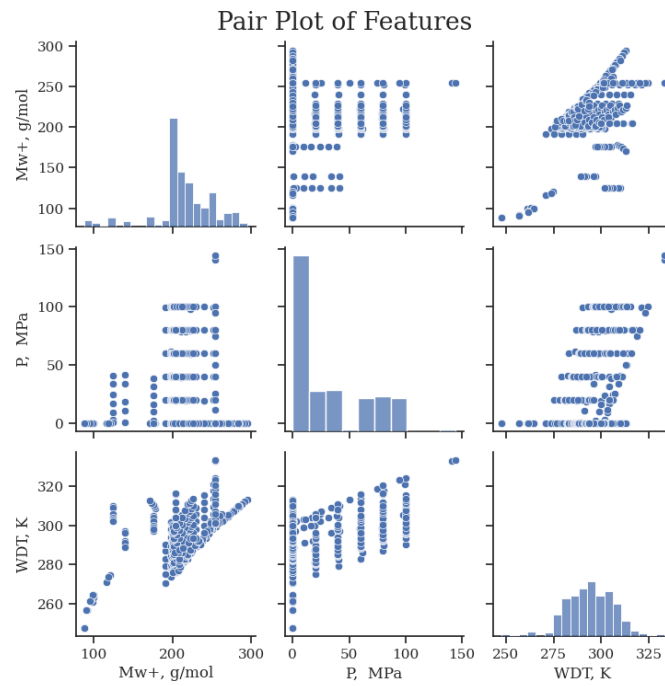 Pair Plot of Features
300
250
200
150
100
Mw+, g/mol
150
100
50
0
P,  MPa
320
300
280
260
WDT, K
100 200 300
0 50 100 150
250 275 300 325
Mw+, g/mol
P,  MPa
WDT, K